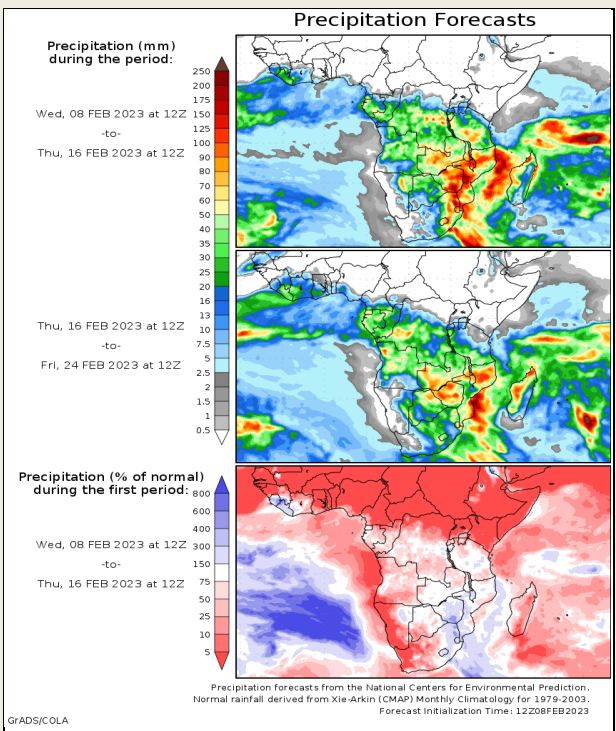 Precipitation Forecasts
Precipitation (mm)
during the period:
Wed, 08 FEB 2023 at 12Z
-to-
Thu, 16 FEB 2023 at 12Z
250
200
175
150
125
100
90
80
70
60
50
40
35
30
25
20
16
13
10
7.5
5
2.5
2
1.5
1
0.5
Thu, 16 FEB 2023 at 12Z
-to-
Fri, 24 FEB 2023 at 12Z
Precipitation (% of normal)
during the first period:
Wed, 08 FEB 2023 at 12Z
-to-
Thu, 16 FEB 2023 at 12Z
800
600
400
300
150
75
50
25
10
5
Precipitation forecasts from the National Centers for Environmental Prediction.
Normal rainfall derived from Xie-Arkin (CMAP) Monthly Climatology for 1979-2003.
Forecast Initialization Time: 12Z08FEB2023
GrADS/COLA